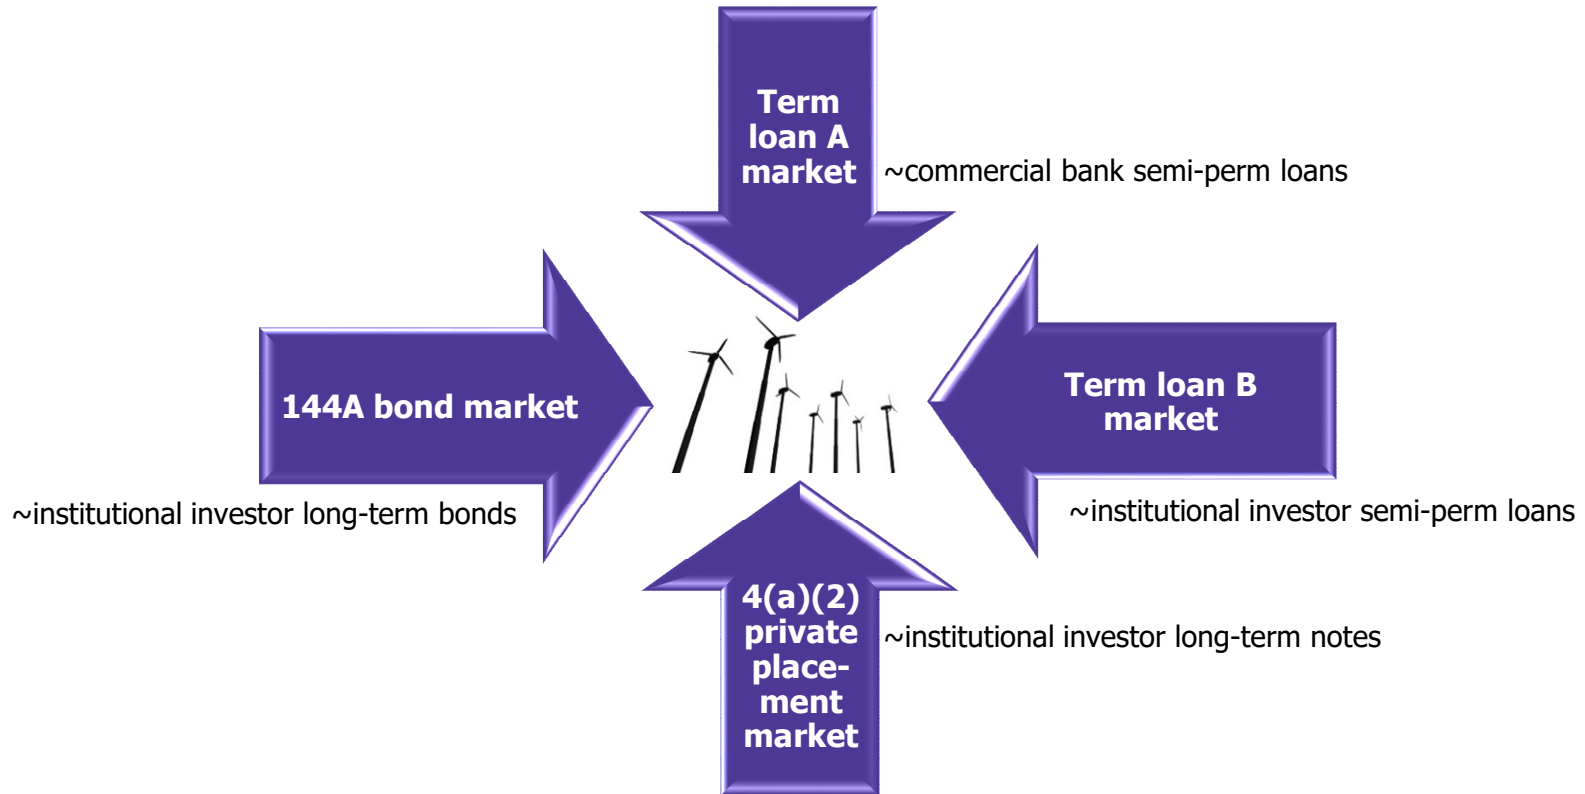 Term
loan A
market
~commercial bank semi-perm loans
144A bond market
~institutional investor long-term bonds
Term loan B
market
~institutional investor semi-perm loans
4(a)(2)
private
place-
ment
market
~institutional investor long-term notes